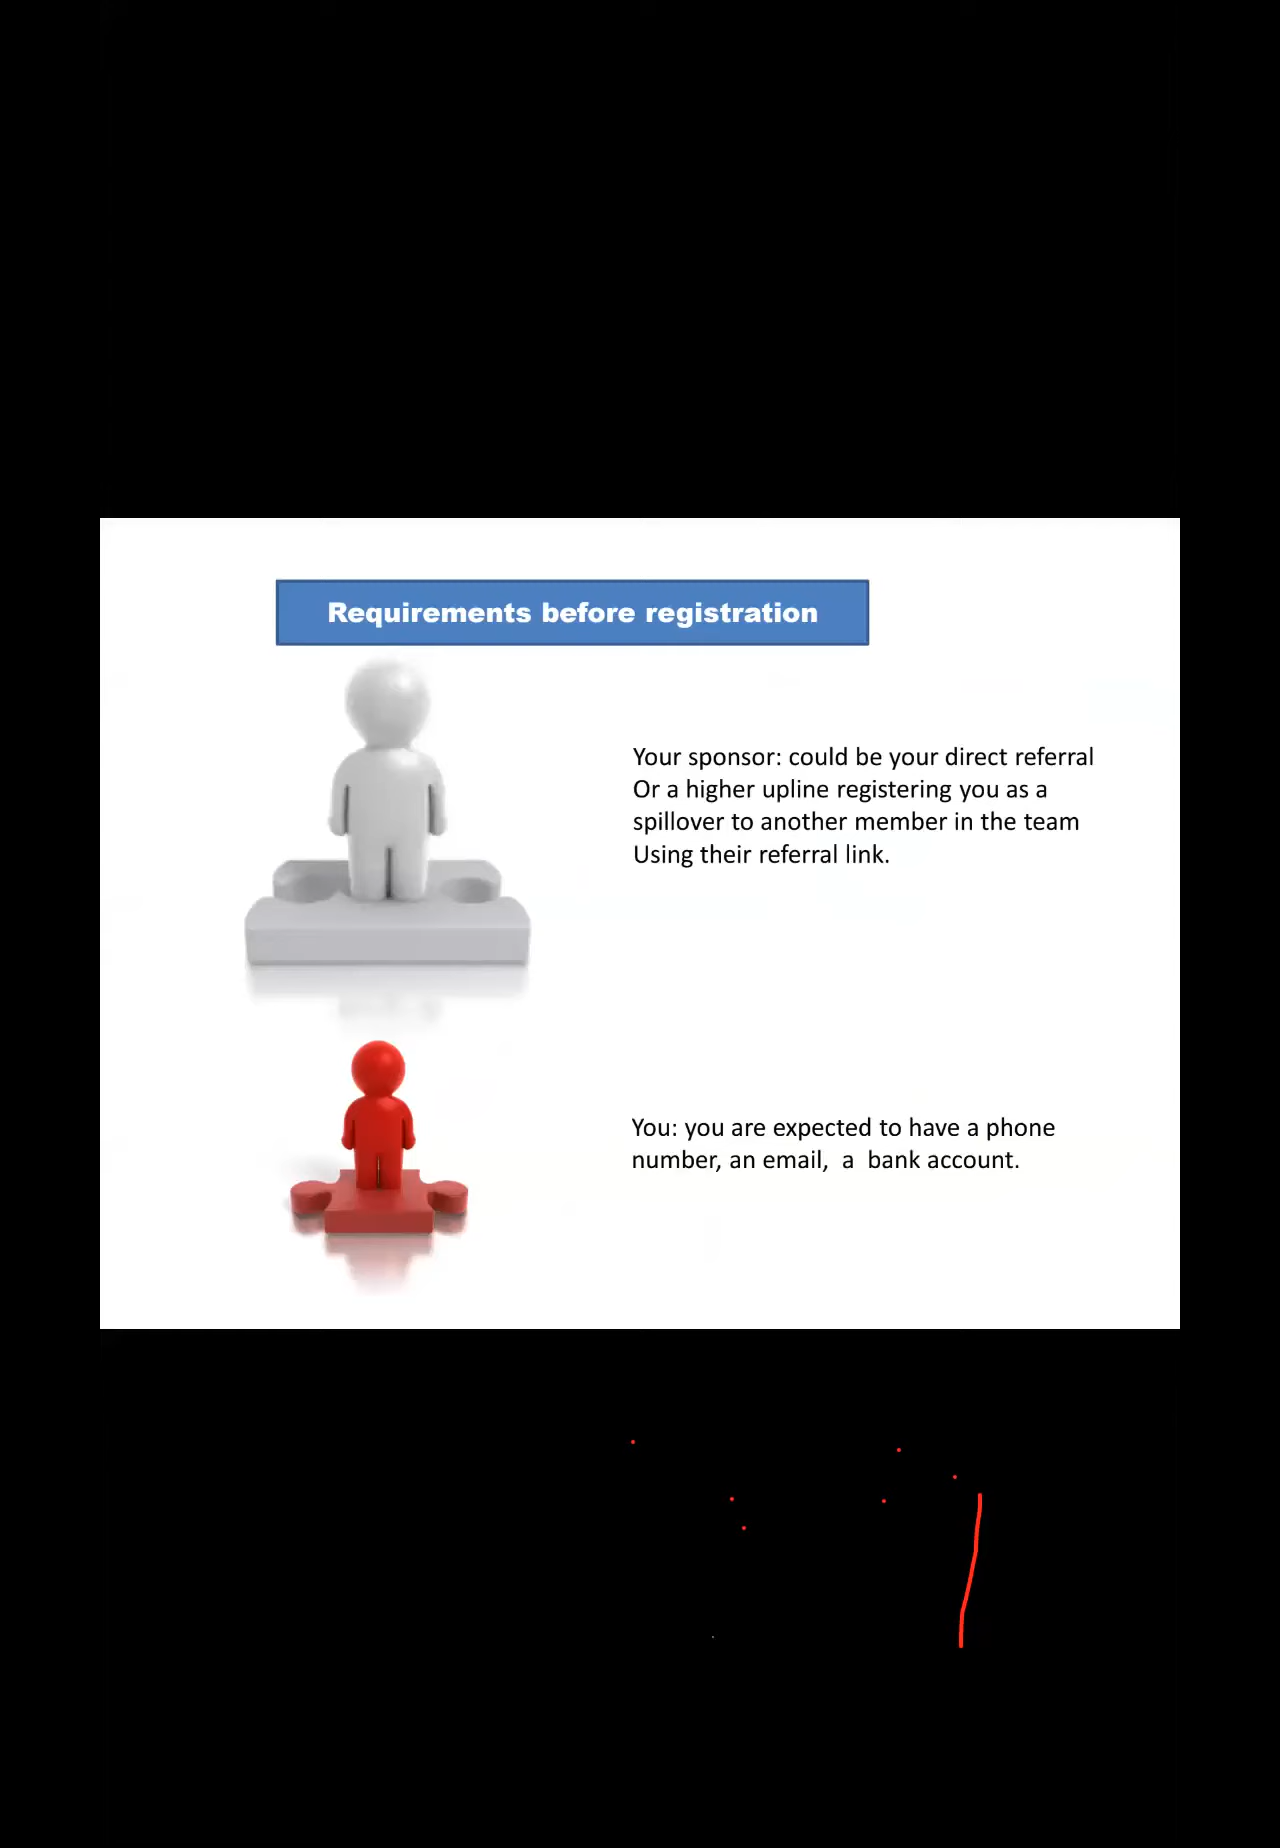 Requirements before registration
Your sponsor: could be your direct referral
Or a higher upline registering you as a
spillover to another member in the team
Using their referral link.
You: you are expected to have a phone
number, an email,  a  bank account.